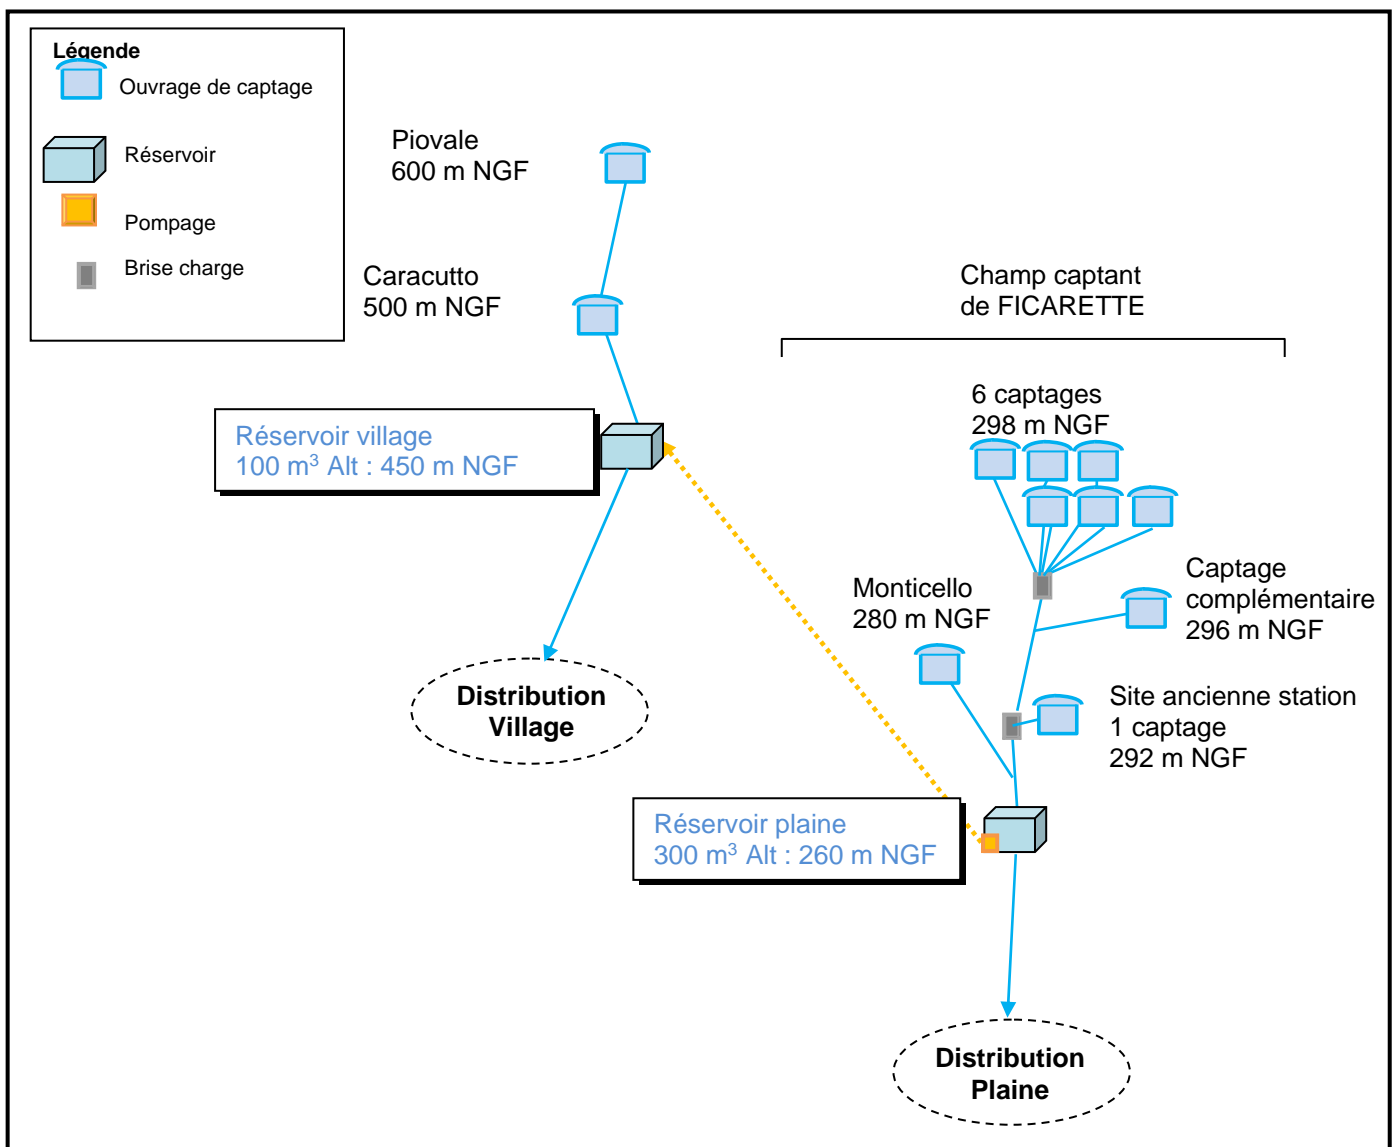 Légende
Ouvrage de captage
Réservoir
Pompage
Brise charge
Piovale
600 m NGF
Caracutto
500 m NGF
Champ captant
de FICARETTE
6 captages
298 m NGF
Réservoir village
100 m³ Alt : 450 m NGF
Captage
complémentaire
296 m NGF
Monticello
280 m NGF
Distribution
Village
Site ancienne station
1 captage
292 m NGF
Réservoir plaine
300 m³ Alt : 260 m NGF
Distribution
Plaine